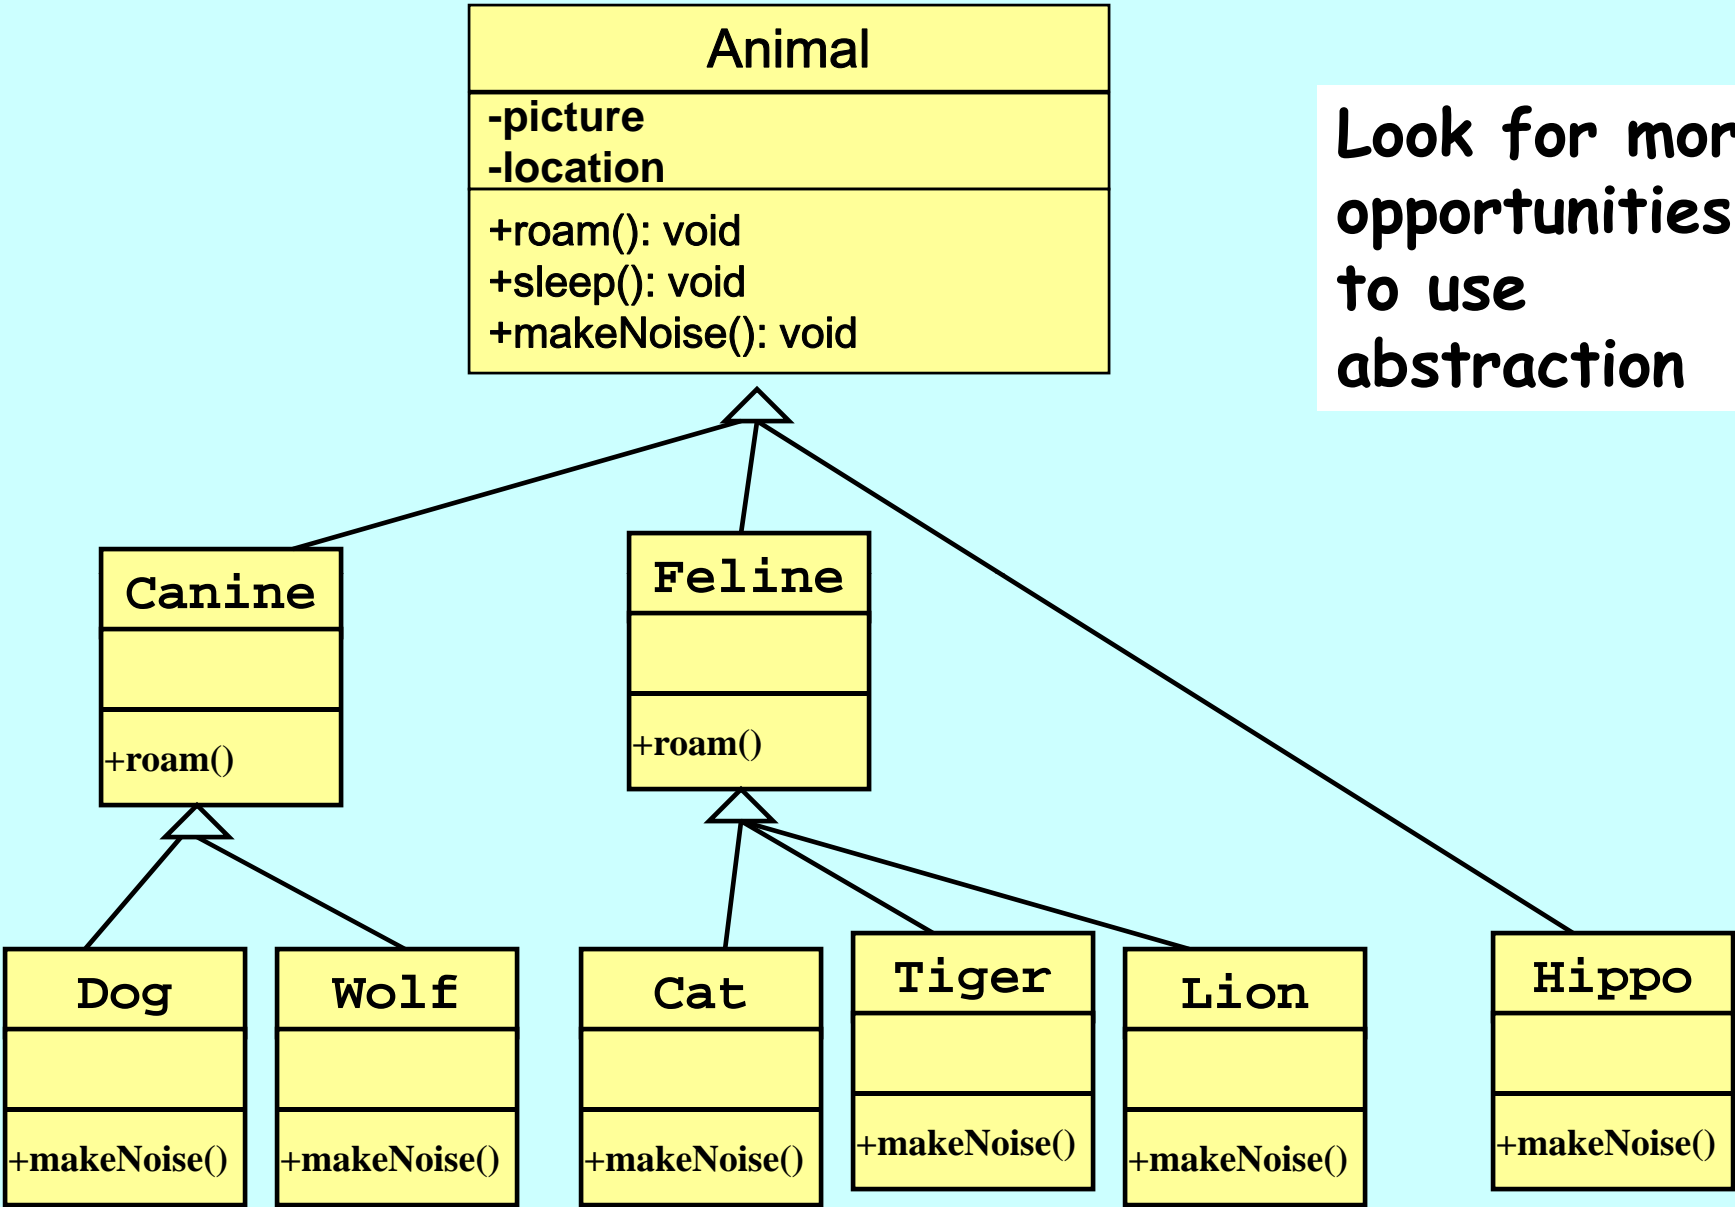 Animal
-picture
-location
+roam(): void
+sleep(): void
+makeNoise(): void
Look for mor
opportunities
to use
abstraction
Canine
+roam()
Feline
+roam()
Dog
+makeNoise()
Wolf
+makeNoise()
Cat
+makeNoise()
Tiger
+makeNoise()
Lion
+makeNoise()
Hippo
+makeNoise()